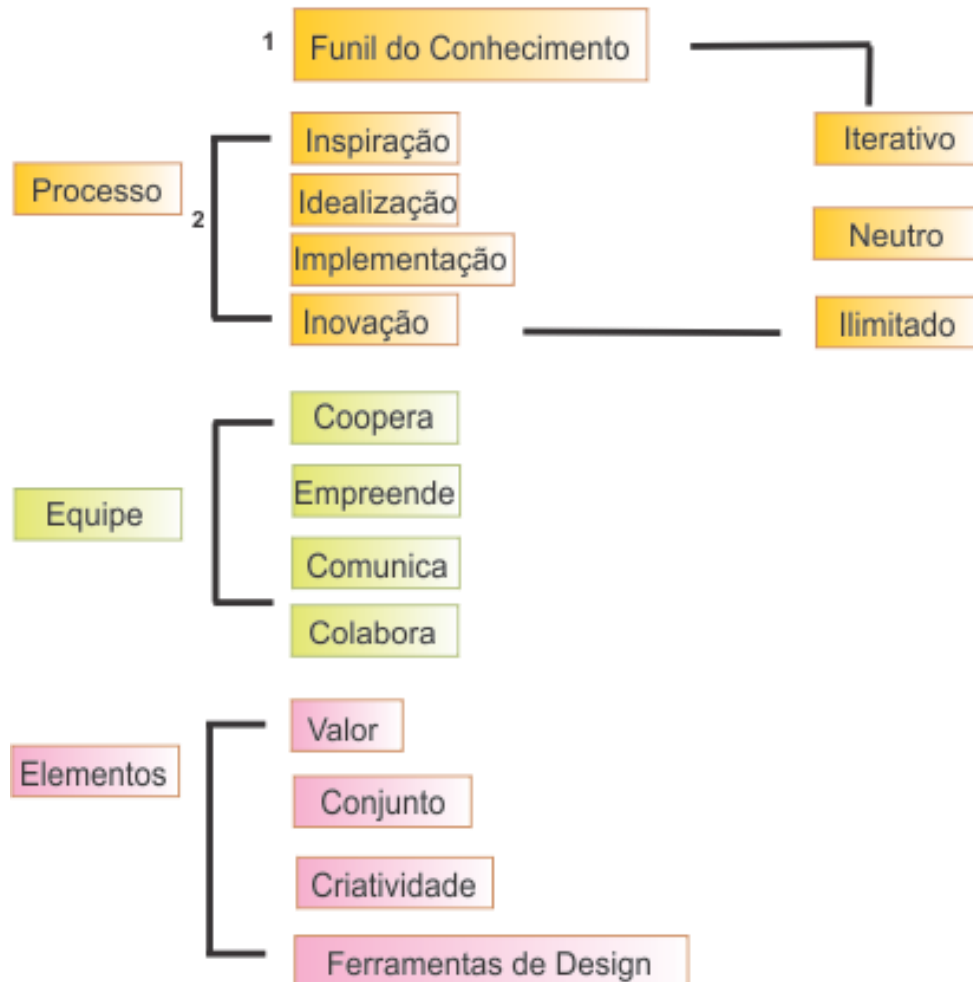 1
Funil do Conhecimento
Processo
2
Inspiração
Idealização
Implementação
Inovação
Iterativo
Neutro
Ilimitado
Equipe
Coopera
Empreende
Comunica
Colabora
Elementos
Valor
Conjunto
Criatividade
Ferramentas de Design